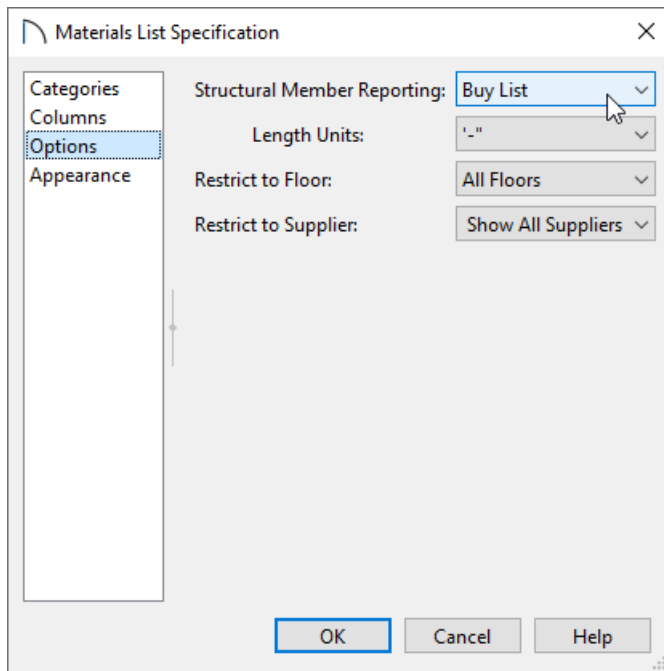 Materials List Specification
Categories
Columns
Options
Appearance
Structural Member Reporting: Buy List
Length Units: '-"
Restrict to Floor: All Floors
Restrict to Supplier: Show All Suppliers
OK Cancel Help